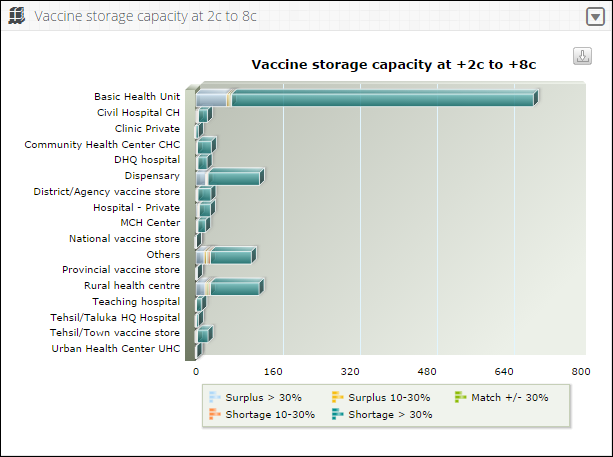 Vaccine storage capacity at 2c to 8c
Vaccine storage capacity at +2c to +8c
Basic Health Unit
Civil Hospital CH
Clinic Private
Community Health Center CHC
DHQ hospital
Dispensary
District/Agency vaccine store
Hospital - Private
MCH Center
National vaccine store
Others
Provincial vaccine store
Rural health centre
Teaching hospital
Tehsil/Taluka HQ Hospital
Tehsil/Town vaccine store
Urban Health Center UHC
0 160 320 480 640 800
Surplus > 30% Surplus 10-30% Match +/- 30%
Shortage 10-30% Shortage > 30%